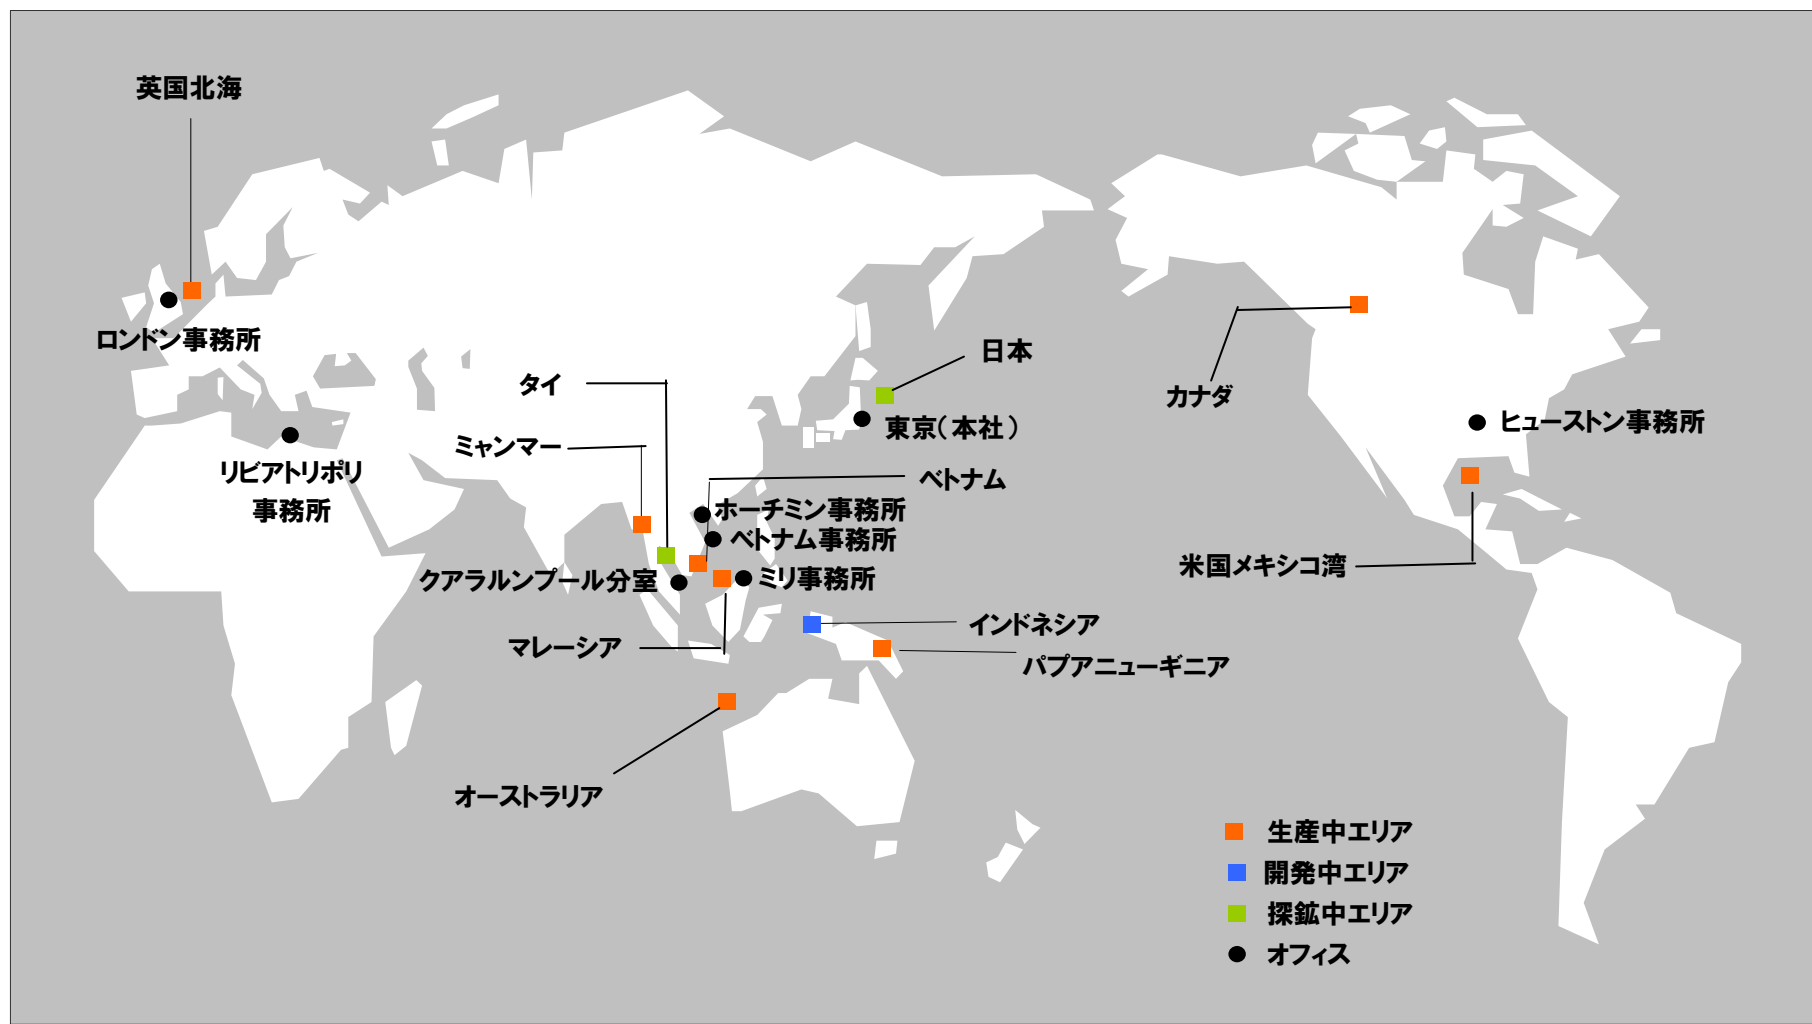 英国北海
ロンドン事務所
リビアトリポリ
事務所
タイ
ミャンマー
日本
東京(本社)
ベトナム
ホーチミン事務所
ベトナム事務所
クアラルンプール分室
ミリ事務所
マレーシア
インドネシア
パプアニューギニア
オーストラリア
カナダ
ヒューストン事務所
米国メキシコ湾
生産中エリア
開発中エリア
探鉱中エリア
オフィス